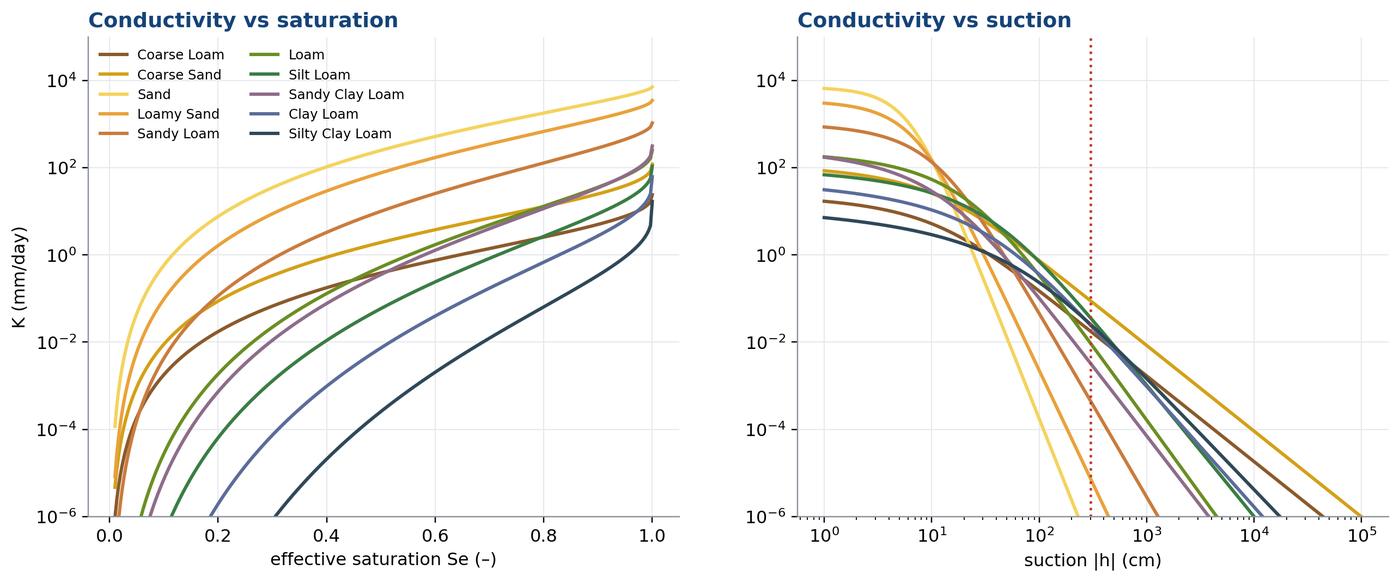 Conductivity vs saturation
Coarse Loam
Coarse Sand
Sand
Loamy Sand
Sandy Loam
Loam
Silt Loam
Sandy Clay Loam
Clay Loam
Silty Clay Loam
K (mm/day)
10⁴
10²
10⁰
10⁻²
10⁻⁴
10⁻⁶
0.0 0.2 0.4 0.6 0.8 1.0
effective saturation Se (–)
Conductivity vs suction
10⁴
10²
10⁰
10⁻²
10⁻⁴
10⁻⁶
10⁰ 10¹ 10² 10³ 10⁴ 10⁵
suction |h| (cm)